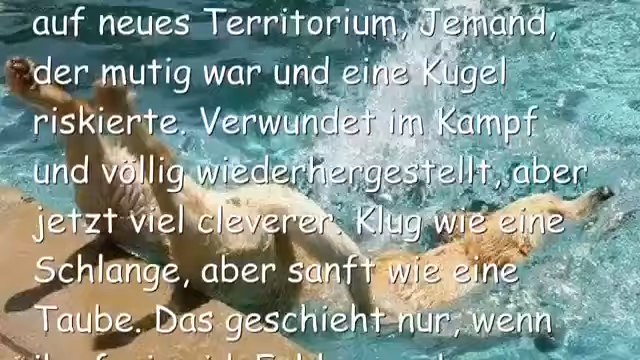 auf neues Territorium, Jemand,
der mutig war und eine Kugel
riskierte. Verwundet im Kampf
und völlig wiederhergestellt, aber
jetzt viel cleverer. Klug wie eine
Schlange, aber sanft wie eine
Taube. Das geschieht nur, wenn